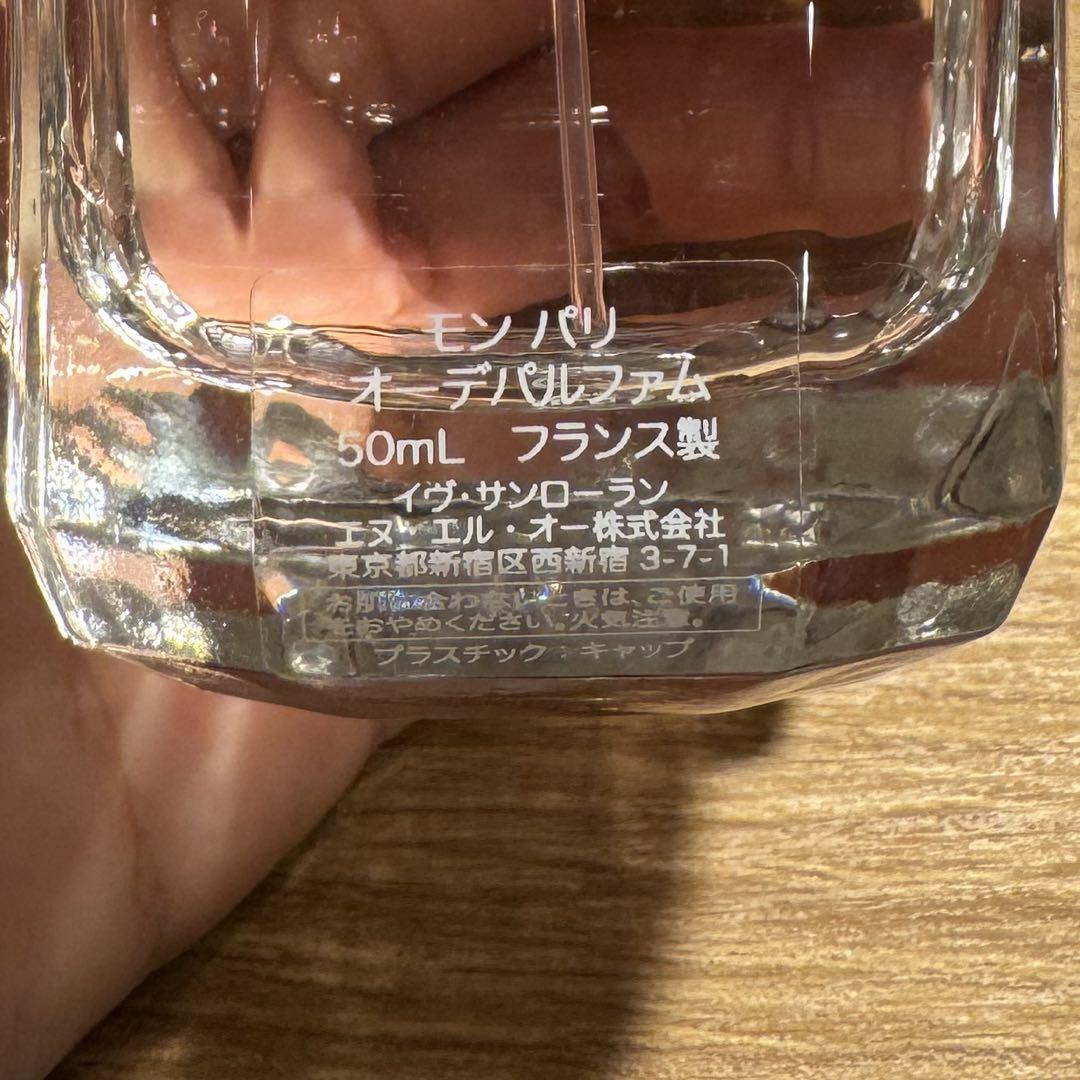 モン パリ
オーデパルファム
50mL フランス製
イヴ・サンローラン
エヌ・エル・オー株式会社
東京都新宿区西新宿 3-7-1
お肌に合わないときは、ご使用
をおやめください。火気注意。
プラスチック：キャップ